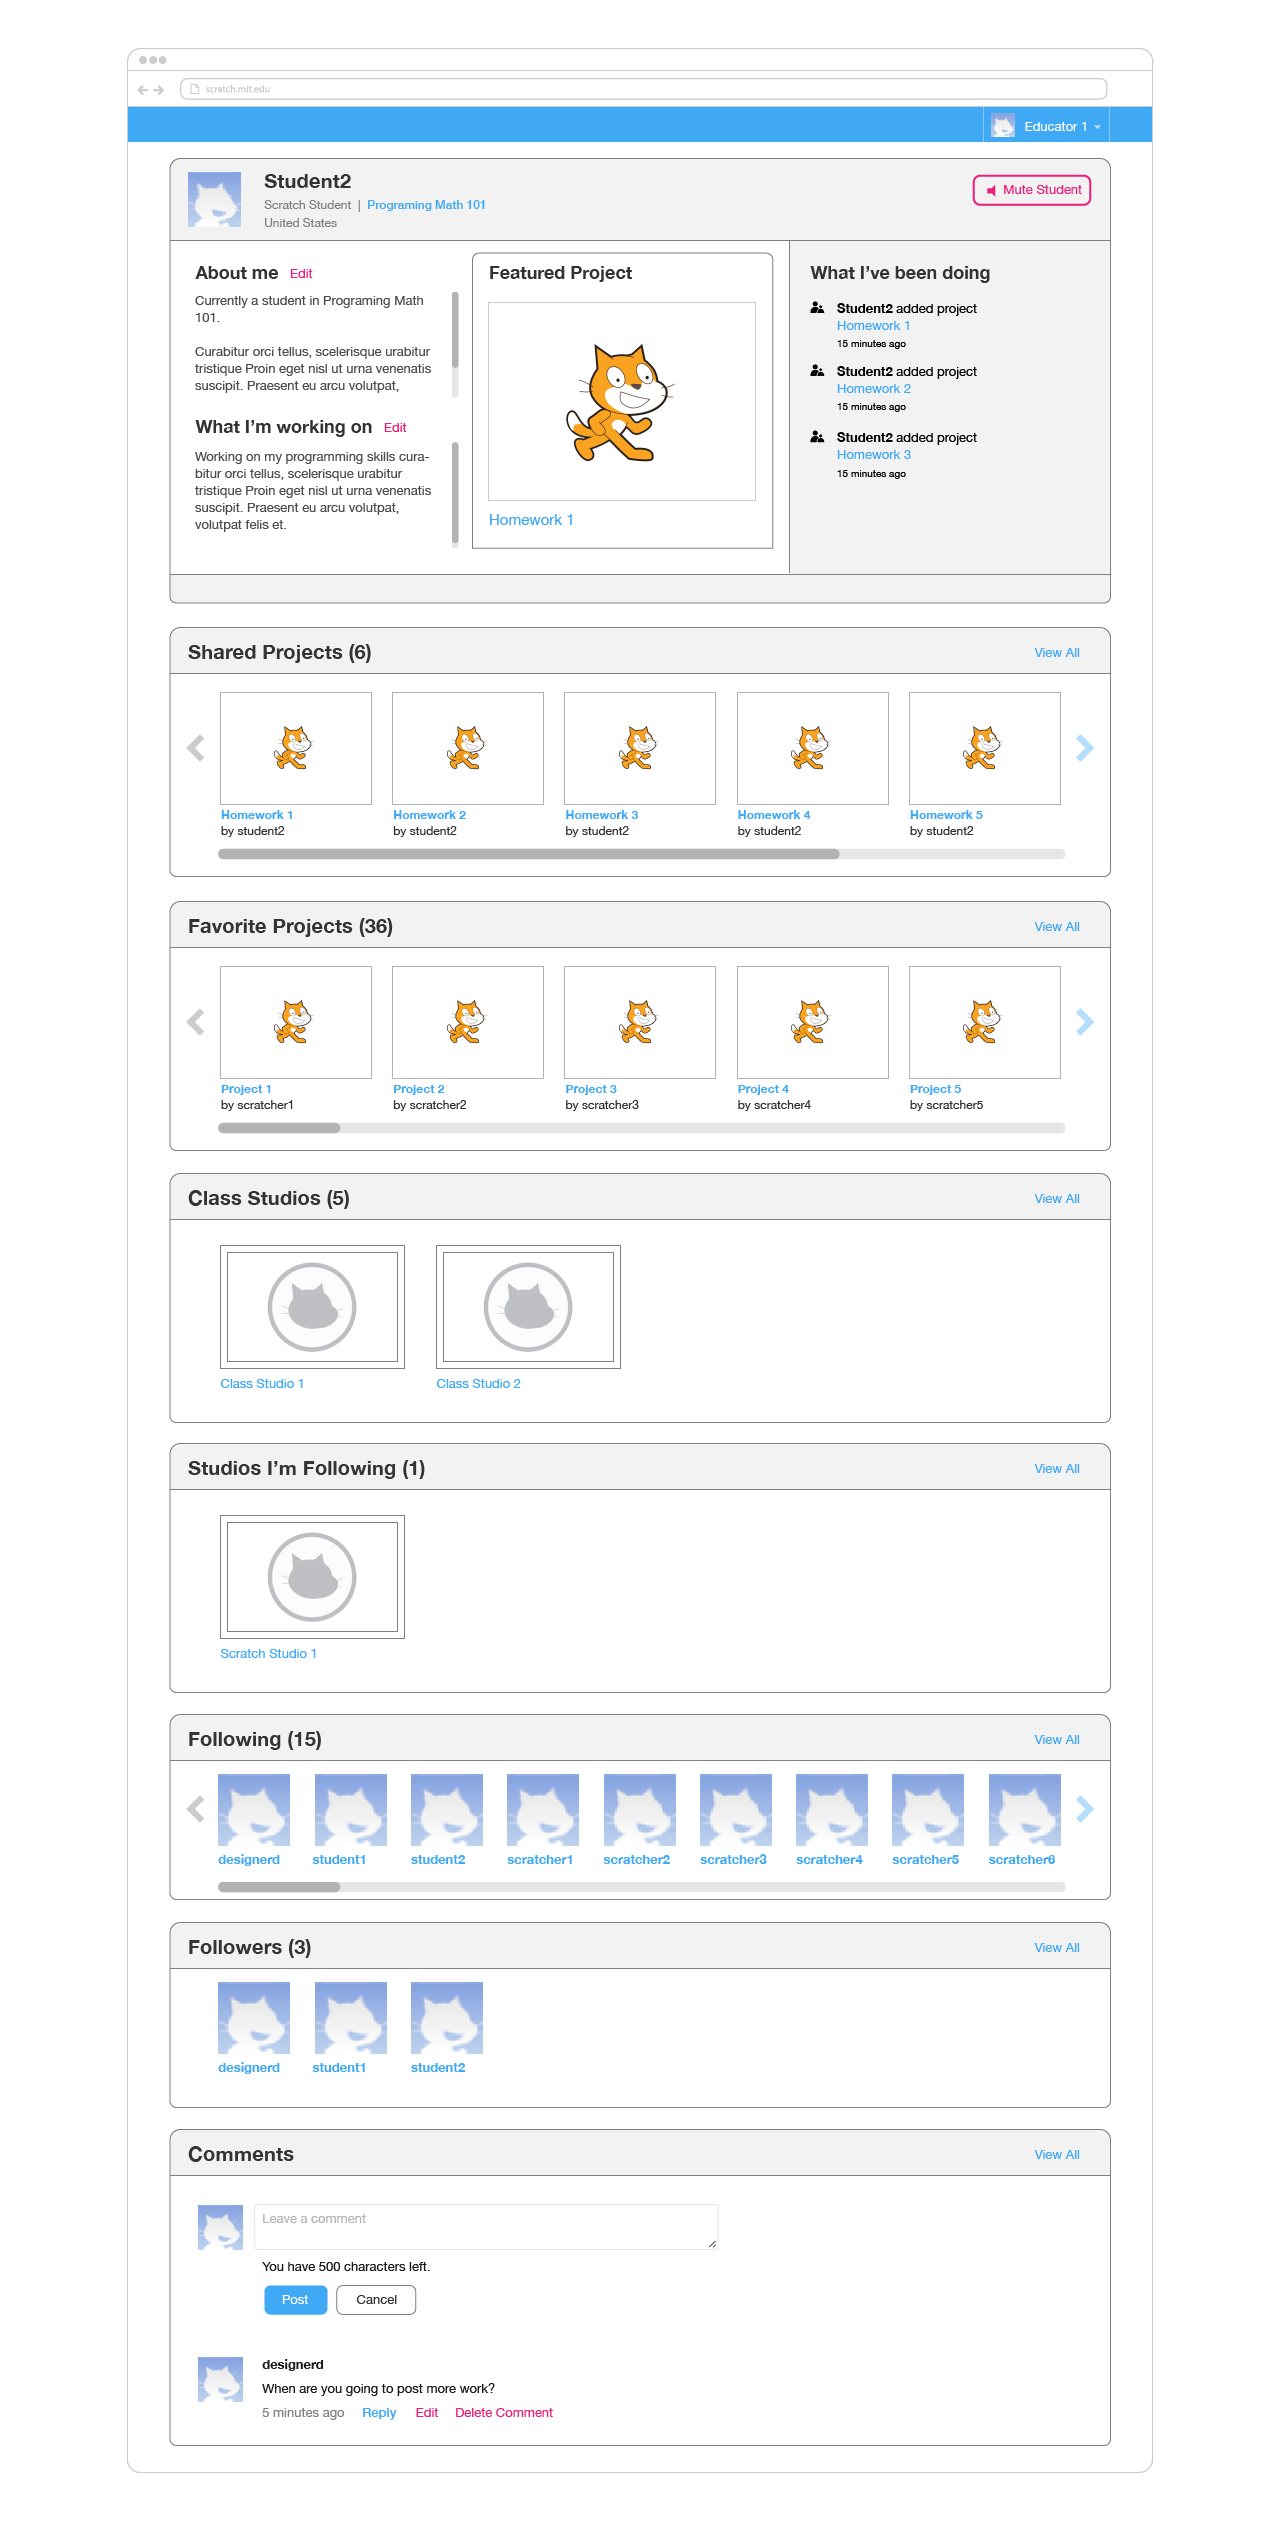 scratch.mit.edu
Educator 1
Student2
Scratch Student | Programing Math 101
United States
Mute Student
About me Edit
Currently a student in Programing Math
101.
Curabitur orci tellus, scelerisque urabitur
tristique Proin eget nisl ut urna venenatis
suscipit. Praesent eu arcu volutpat,
What I'm working on Edit
Working on my programming skills cura-
bitur orci tellus, scelerisque urabitur
tristique Proin eget nisl ut urna venenatis
suscipit. Praesent eu arcu volutpat,
volutpat felis et.
Featured Project
Homework 1
What I've been doing
Student2 added project
Homework 1
15 minutes ago
Student2 added project
Homework 2
15 minutes ago
Student2 added project
Homework 3
15 minutes ago
Shared Projects (6) View All
Homework 1 Homework 2 Homework 3 Homework 4 Homework 5
by student2 by student2 by student2 by student2 by student2
Favorite Projects (36) View All
Project 1 Project 2 Project 3 Project 4 Project 5
by scratcher1 by scratcher2 by scratcher3 by scratcher4 by scratcher5
Class Studios (5) View All
Class Studio 1 Class Studio 2
Studios I'm Following (1) View All
Scratch Studio 1
Following (15) View All
designerd student1 student2 scratcher1 scratcher2 scratcher3 scratcher4 scratcher5 scratcher6
Followers (3) View All
designerd student1 student2
Comments View All
Leave a comment
You have 500 characters left.
Post Cancel
designerd
When are you going to post more work?
5 minutes ago Reply Edit Delete Comment